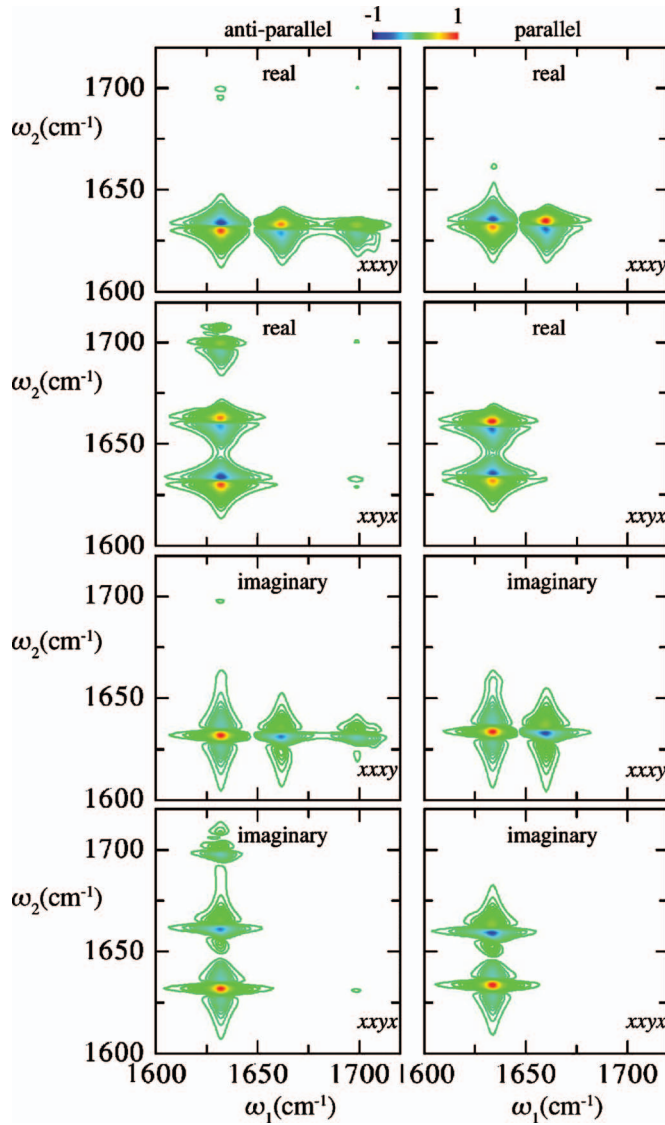 anti-parallel -1 1 parallel
real real
1700
ω₂(cm⁻¹)
1650
xxxy xxxy
1600
real real
1700
ω₂(cm⁻¹)
1650
xxyx xxyx
1600
imaginary imaginary
1700
ω₂(cm⁻¹)
1650
xxxy xxxy
1600
imaginary imaginary
1700
ω₂(cm⁻¹)
1650
xxyx xxyx
1600
1600 1650 1700 1600 1650 1700
ω₁(cm⁻¹) ω₁(cm⁻¹)